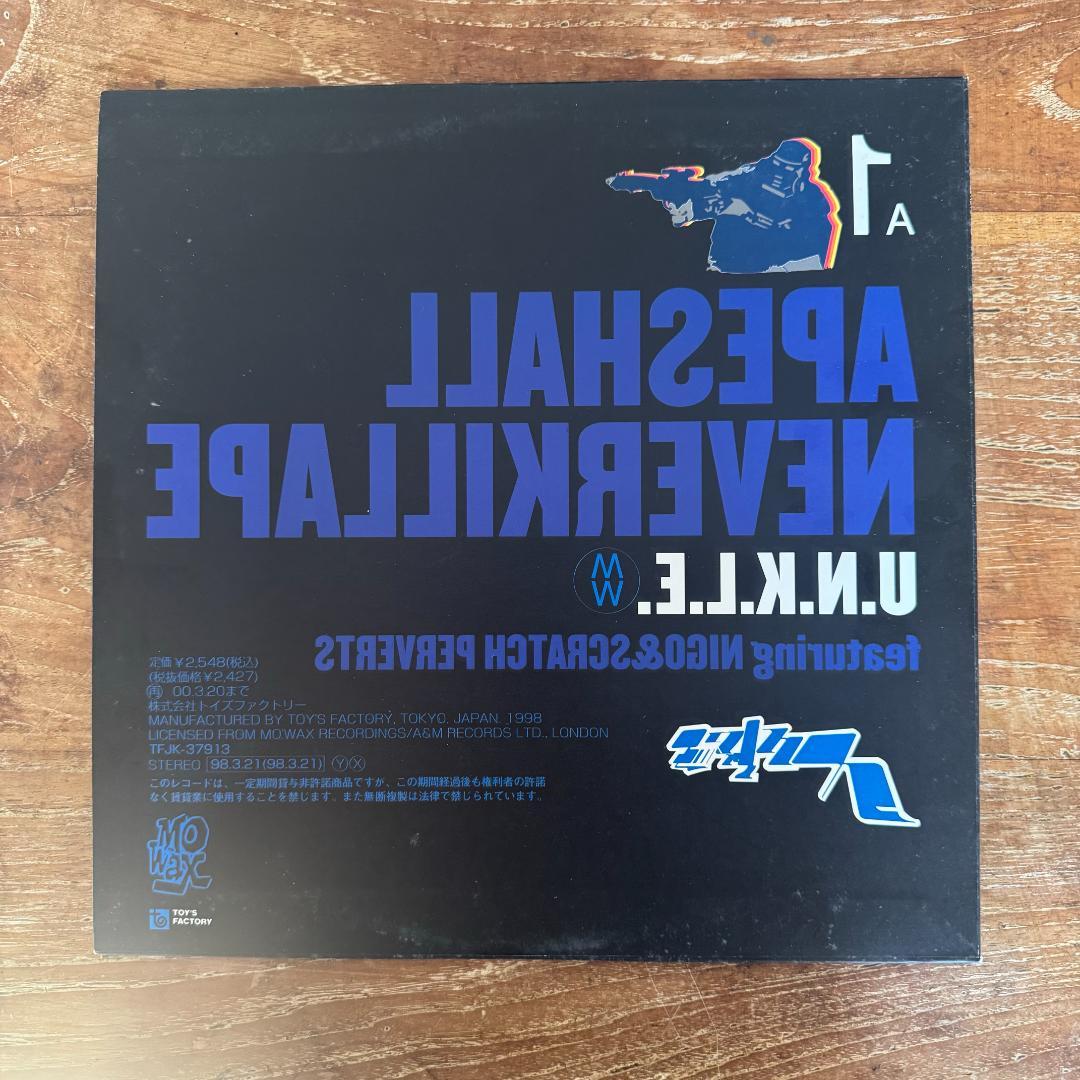 1
A
APESHALL
NEVERKILLAPE
U.N.K.L.E.
MW
featuring NIGO&SCRATCH PERVERTS
定価¥2,548(税込)
(税抜価格¥2,427)
再 00.3.20まで
株式会社トイズファクトリー
MANUFACTURED BY TOY'S FACTORY, TOKYO, JAPAN. 1998
LICENSED FROM MO'WAX RECORDINGS/A&M RECORDS LTD., LONDON
TFJK-37913
STEREO [98.3.21(98.3.21)] Ⓨ/Ⓧ
このレコードは、一定期間貸与非許諾商品ですが、この期間経過後も権利者の許諾
なく賃貸業に使用することを禁じます。また無断複製は法律で禁じられています。
MO
WAX
TOY'S
FACTORY